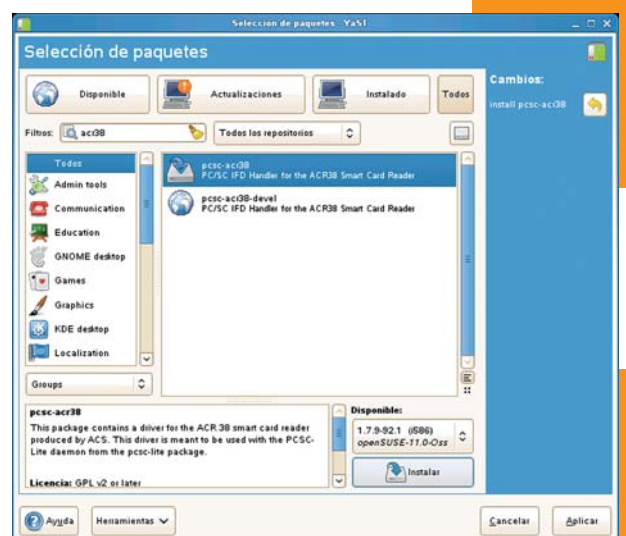 Selección de paquetes - YaST
Selección de paquetes
Disponible
Actualizaciones
Instalado
Todos
Cambios:
install pcsc-acr38
Filtros: acr38
Todos los repositorios
Todos
Admin tools
Communication
Education
GNOME desktop
Games
Graphics
KDE desktop
Localization
Groups
pcsc-acr38
PC/SC IFD Handler for the ACR38 Smart Card Reader
pcsc-acr38-devel
PC/SC IFD Handler for the ACR38 Smart Card Reader
pcsc-acr38
This package contains a driver for the ACR 38 smart card reader
produced by ACS. This driver is meant to be used with the PCSC-
Lite daemon from the pcsc-lite package.
Licencia: GPL v2 or later
Disponible:
1.7.9-92.1 (i586)
openSUSE-11.0-Oss
Instalar
Ayuda
Herramientas
Cancelar
Aplicar